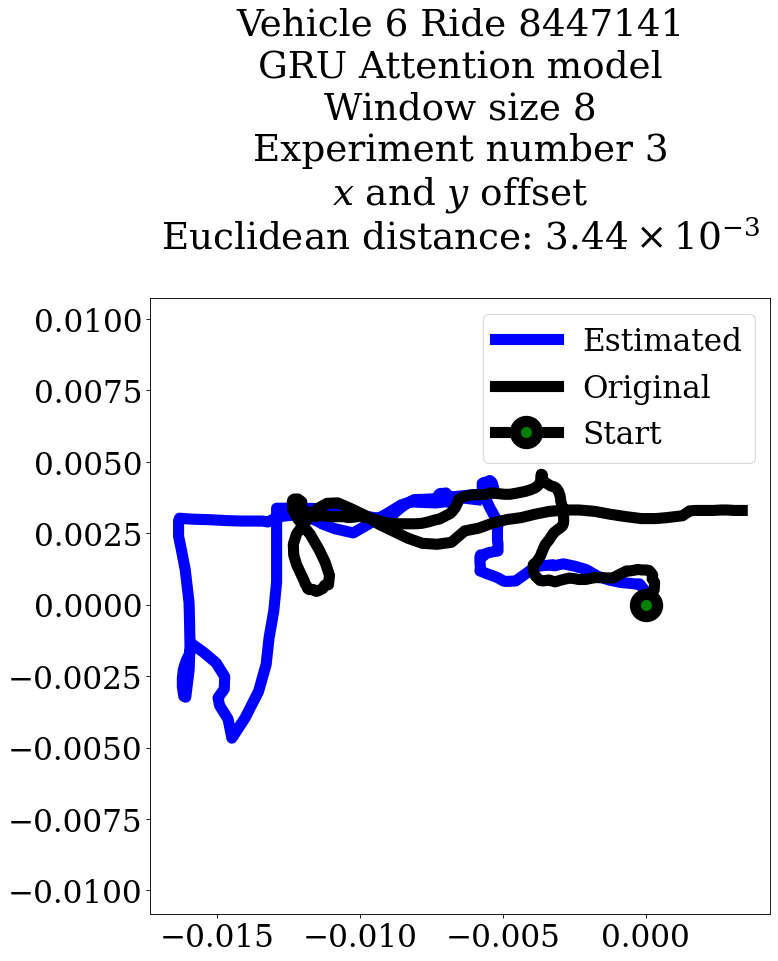 Vehicle 6 Ride 8447141
GRU Attention model
Window size 8
Experiment number 3
x and y offset
Euclidean distance: 3.44 × 10⁻³
Estimated
Original
Start
0.0100
0.0075
0.0050
0.0025
0.0000
−0.0025
−0.0050
−0.0075
−0.0100
−0.015 −0.010 −0.005 0.000